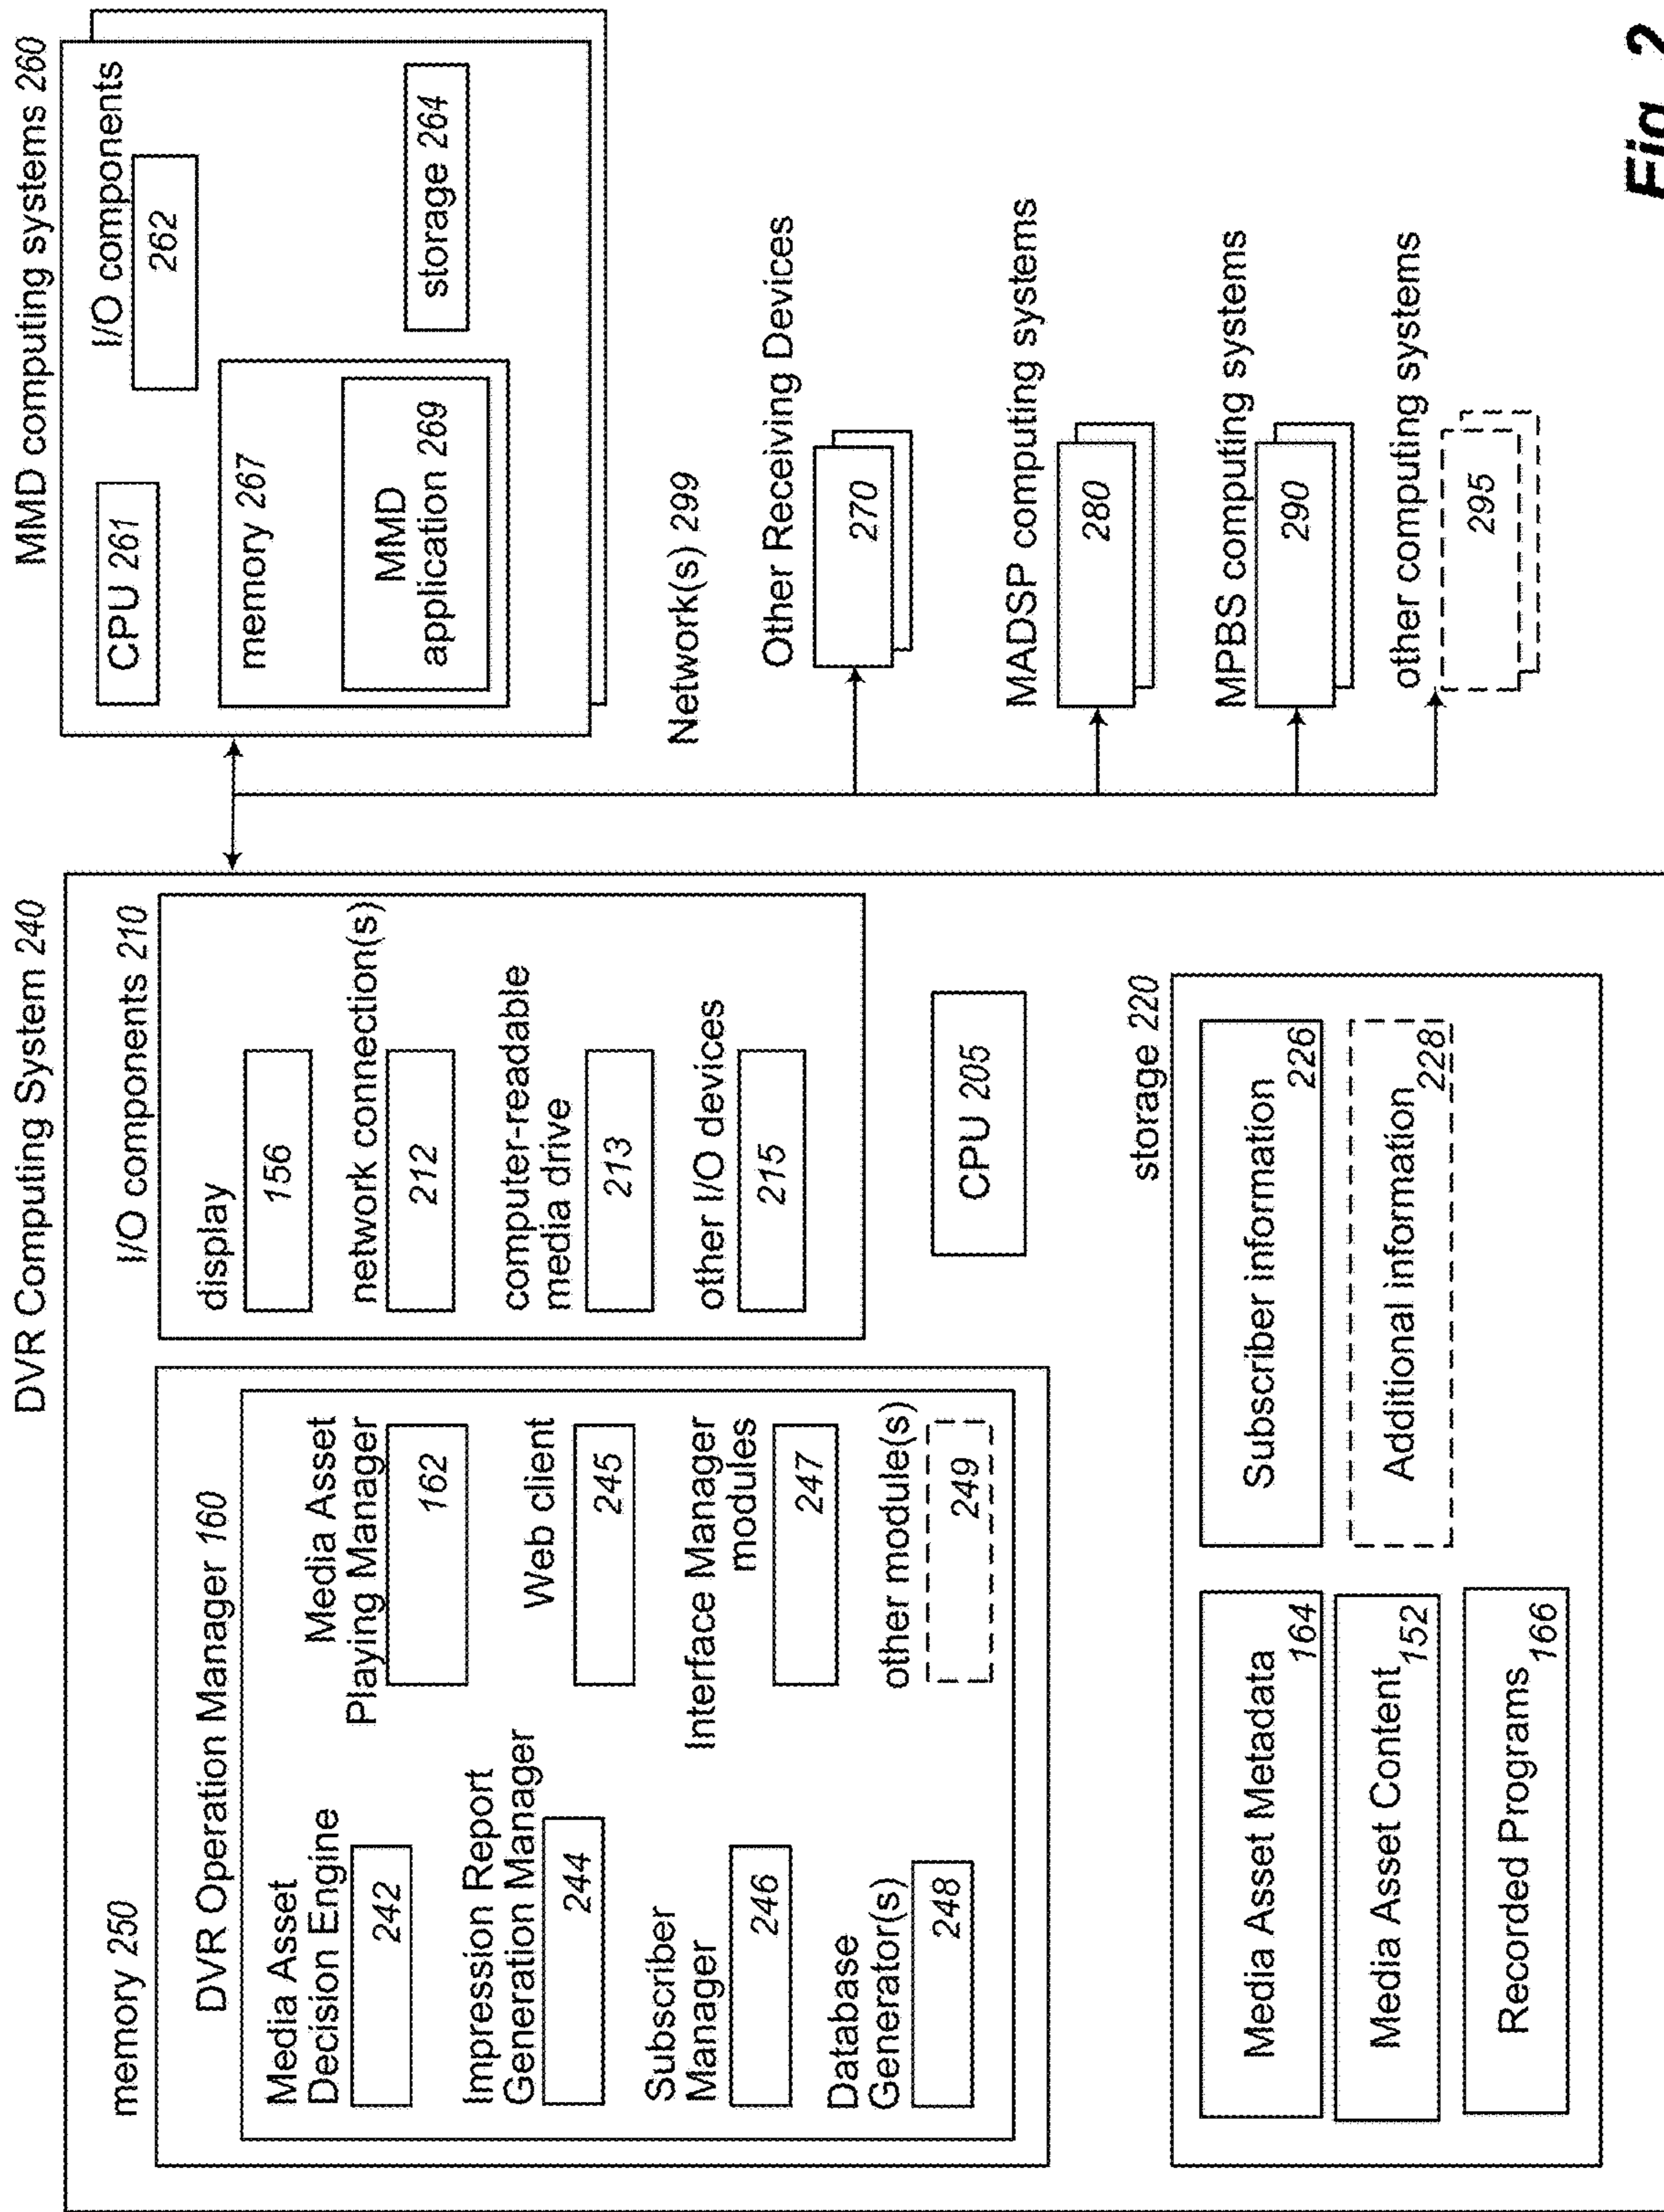 DVR Computing System 240
memory 250
DVR Operation Manager 160
Media Asset
Decision Engine
242
Media Asset
Playing Manager
162
Impression Report
Generation Manager
244
Web client
245
Subscriber
Manager
246
Interface Manager
modules
247
Database
Generator(s)
248
other module(s)
249
I/O components 210
display
156
network connection(s)
212
computer-readable
media drive
213
other I/O devices
215
CPU 205
storage 220
Media Asset Metadata
164
Media Asset Content
152
Recorded Programs
166
Subscriber information
226
Additional information
228
MMD computing systems 260
CPU 261
I/O components
262
memory 267
MMD
application 269
storage 264
Network(s) 299
Other Receiving Devices
270
MADSP computing systems
280
MPBS computing systems
290
other computing systems
295
Fig. 2